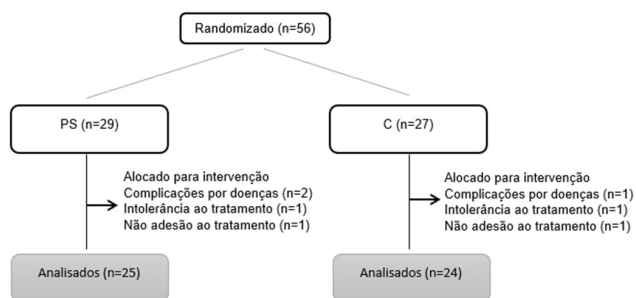 Randomizado (n=56)
PS (n=29)
C (n=27)
Alocado para intervenção
Complicações por doenças (n=2)
Intolerância ao tratamento (n=1)
Não adesão ao tratamento (n=1)
Alocado para intervenção
Complicações por doenças (n=1)
Intolerância ao tratamento (n=1)
Não adesão ao tratamento (n=1)
Analisados (n=25)
Analisados (n=24)